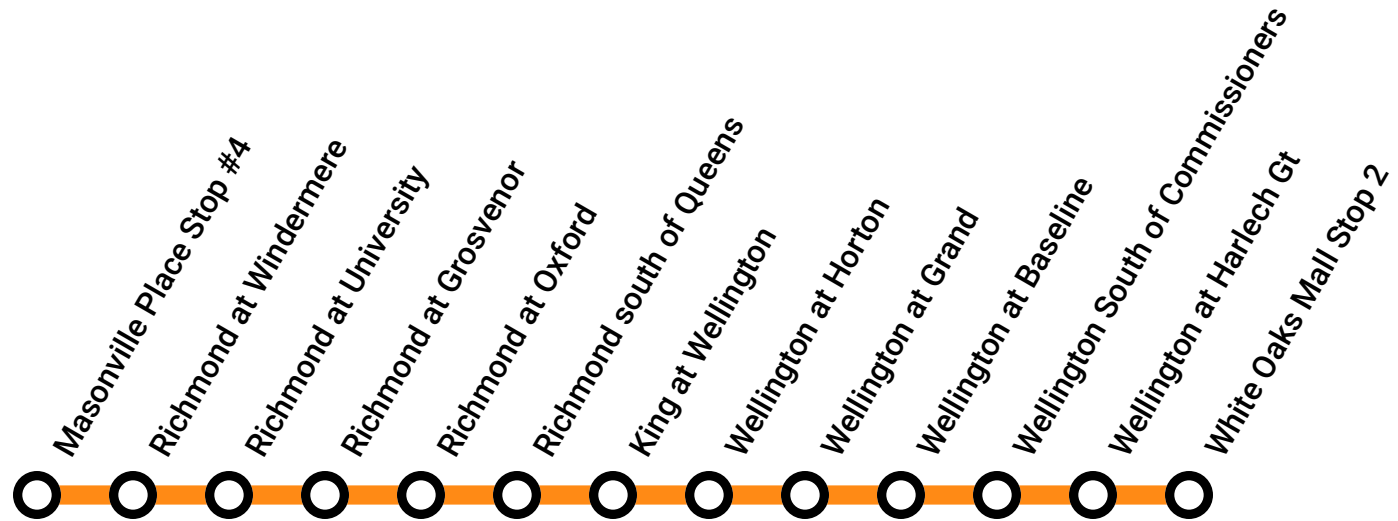 Masonville Place Stop #4
Richmond at Windermere
Richmond at University
Richmond at Grosvenor
Richmond at Oxford
Richmond south of Queens
King at Wellington
Wellington at Horton
Wellington at Grand
Wellington at Baseline
Wellington South of Commissioners
Wellington at Harlech Gt
White Oaks Mall Stop 2